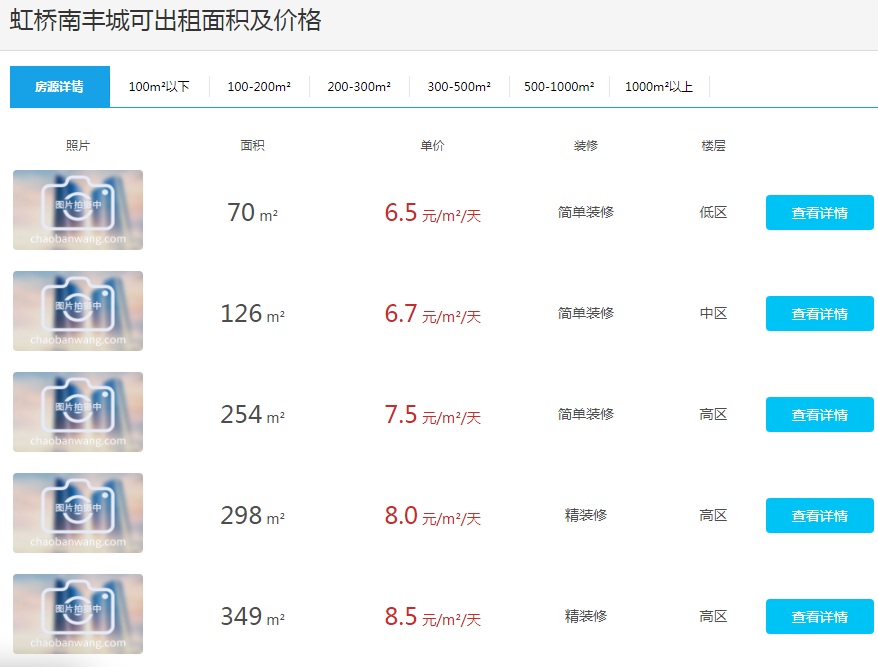 虹桥南丰城可出租面积及价格
房源详情 100m²以下 100-200m² 200-300m² 300-500m² 500-1000m² 1000m²以上
照片 面积 单价 装修 楼层
图片拍摄中
chaobanwang.com
70 m² 6.5 元/m²/天 简单装修 低区 查看详情
图片拍摄中
chaobanwang.com
126 m² 6.7 元/m²/天 简单装修 中区 查看详情
图片拍摄中
chaobanwang.com
254 m² 7.5 元/m²/天 简单装修 高区 查看详情
图片拍摄中
chaobanwang.com
298 m² 8.0 元/m²/天 精装修 高区 查看详情
图片拍摄中
chaobanwang.com
349 m² 8.5 元/m²/天 精装修 高区 查看详情